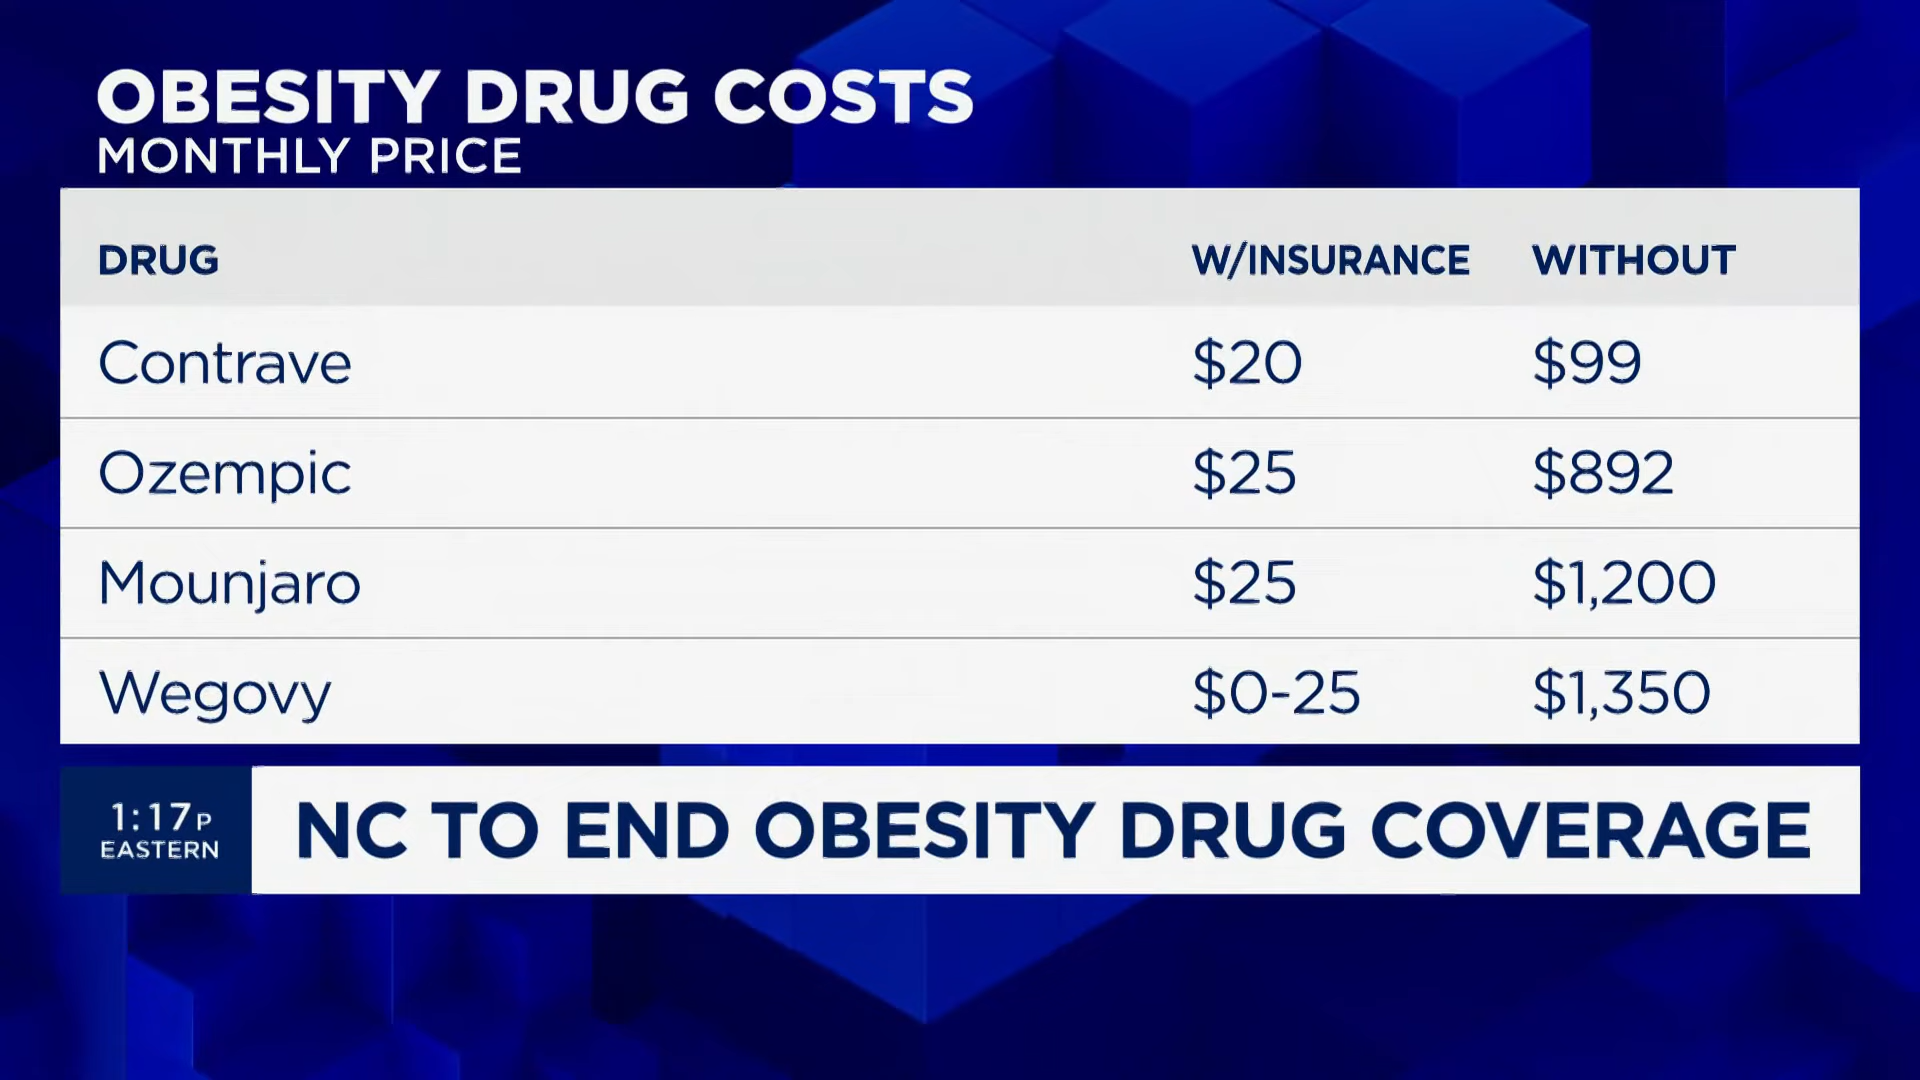 OBESITY DRUG COSTS
MONTHLY PRICE
DRUG W/INSURANCE WITHOUT
Contrave $20 $99
Ozempic $25 $892
Mounjaro $25 $1,200
Wegovy $0-25 $1,350
1:17P
EASTERN
NC TO END OBESITY DRUG COVERAGE